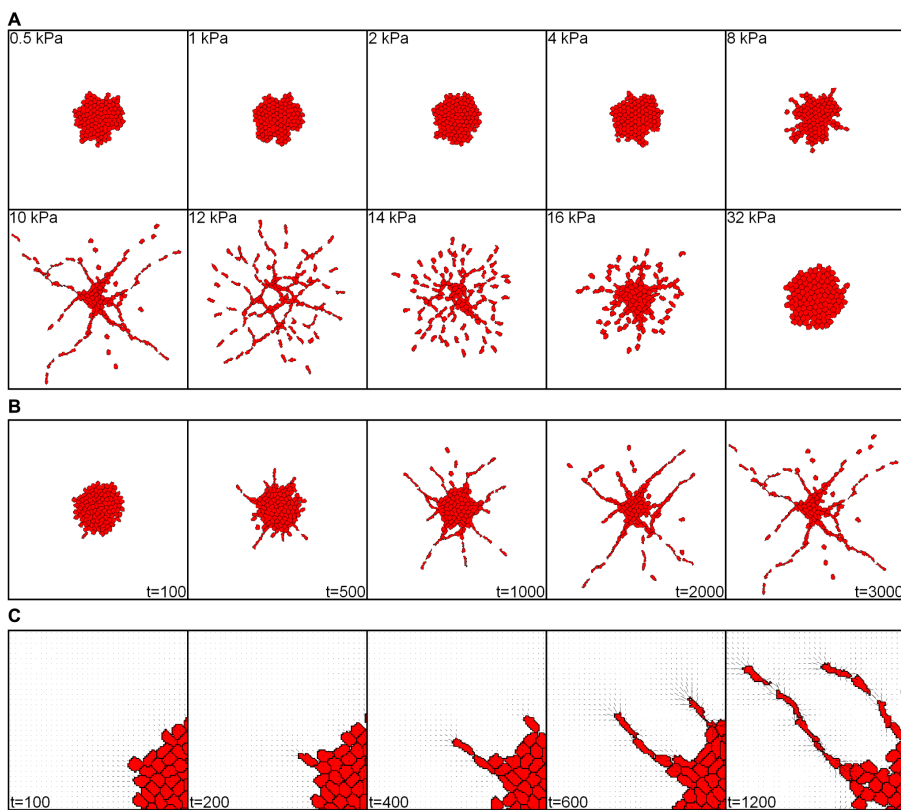 A
0.5 kPa 1 kPa 2 kPa 4 kPa 8 kPa
10 kPa 12 kPa 14 kPa 16 kPa 32 kPa
B
t=100 t=500 t=1000 t=2000 t=3000
C
t=100 t=200 t=400 t=600 t=1200